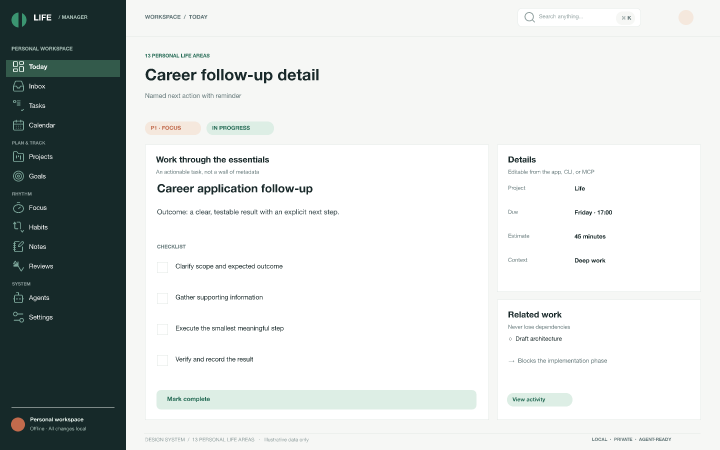 LIFE / MANAGER
PERSONAL WORKSPACE
Today
Inbox
Tasks
Calendar
PLAN & TRACK
Projects
Goals
RHYTHM
Focus
Habits
Notes
Reviews
SYSTEM
Agents
Settings
Personal workspace
Offline · All changes local
WORKSPACE / TODAY
Search anything...
⌘ K
13 PERSONAL LIFE AREAS
Career follow-up detail
Named next action with reminder
P1 · FOCUS
IN PROGRESS
Work through the essentials
An actionable task, not a wall of metadata
Career application follow-up
Outcome: a clear, testable result with an explicit next step.
CHECKLIST
Clarify scope and expected outcome
Gather supporting information
Execute the smallest meaningful step
Verify and record the result
Mark complete
Details
Editable from the app, CLI, or MCP
Project Life
Due Friday · 17:00
Estimate 45 minutes
Context Deep work
Related work
Never lose dependencies
○ Draft architecture
→ Blocks the implementation phase
View activity
DESIGN SYSTEM / 13 PERSONAL LIFE AREAS · Illustrative data only
LOCAL · PRIVATE · AGENT-READY